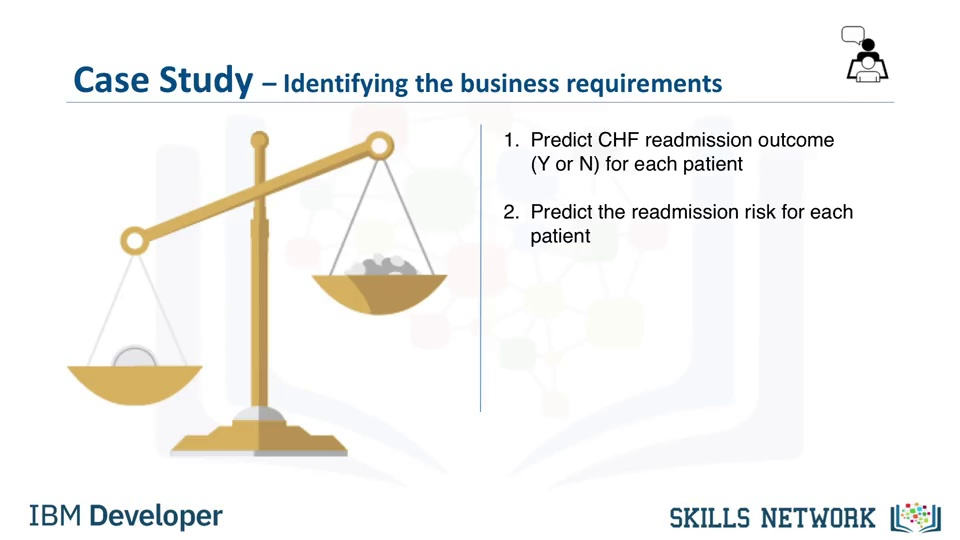 Case Study – Identifying the business requirements
1. Predict CHF readmission outcome
(Y or N) for each patient
2. Predict the readmission risk for each
patient
IBM Developer
SKILLS NETWORK